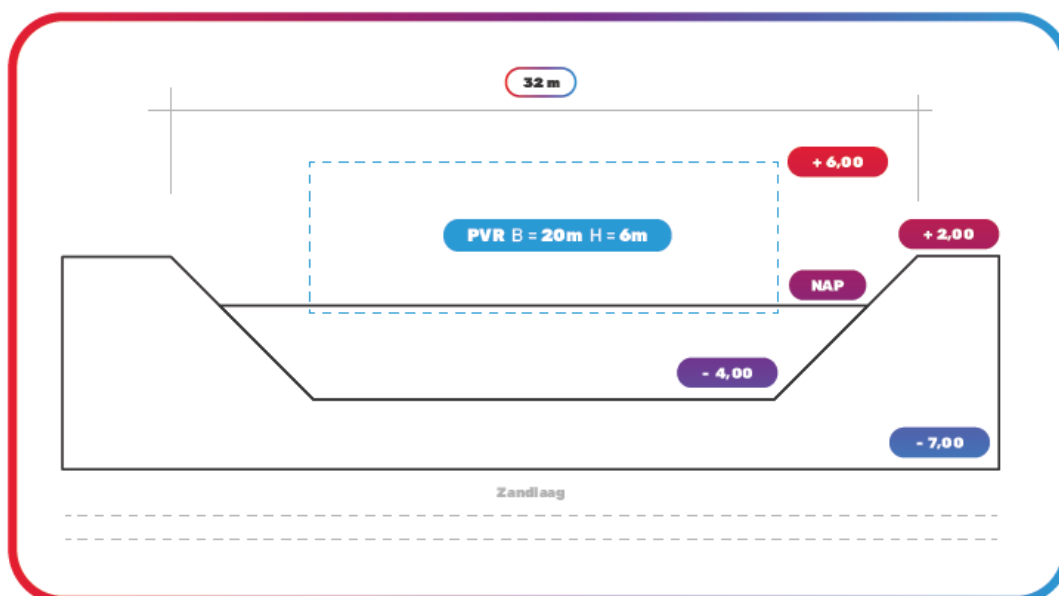 32 m
+ 6,00
PVR B = 20m H = 6m
+ 2,00
NAP
- 4,00
- 7,00
Zandlaag